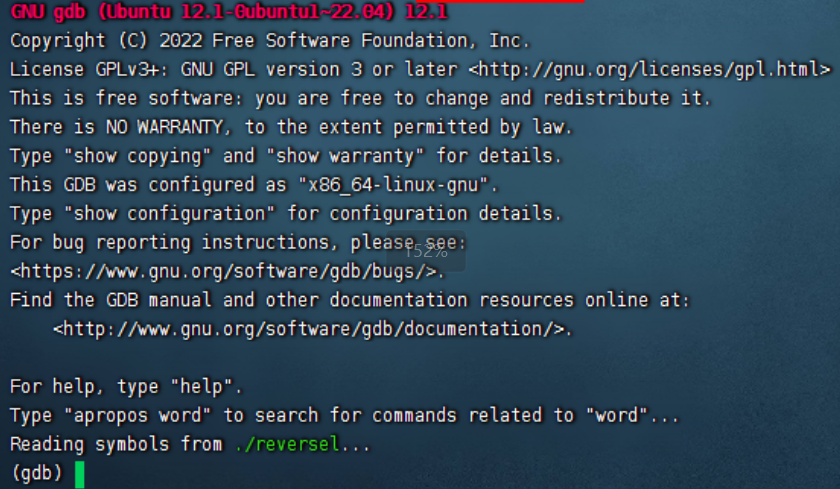 GNU gdb (Ubuntu 12.1-0ubuntu1~22.04) 12.1
Copyright (C) 2022 Free Software Foundation, Inc.
License GPLv3+: GNU GPL version 3 or later <http://gnu.org/licenses/gpl.html>
This is free software: you are free to change and redistribute it.
There is NO WARRANTY, to the extent permitted by law.
Type "show copying" and "show warranty" for details.
This GDB was configured as "x86_64-linux-gnu".
Type "show configuration" for configuration details.
For bug reporting instructions, please see:
152%
<https://www.gnu.org/software/gdb/bugs/>.
Find the GDB manual and other documentation resources online at:
    <http://www.gnu.org/software/gdb/documentation/>.
For help, type "help".
Type "apropos word" to search for commands related to "word"...
Reading symbols from ./reversel...
(gdb)